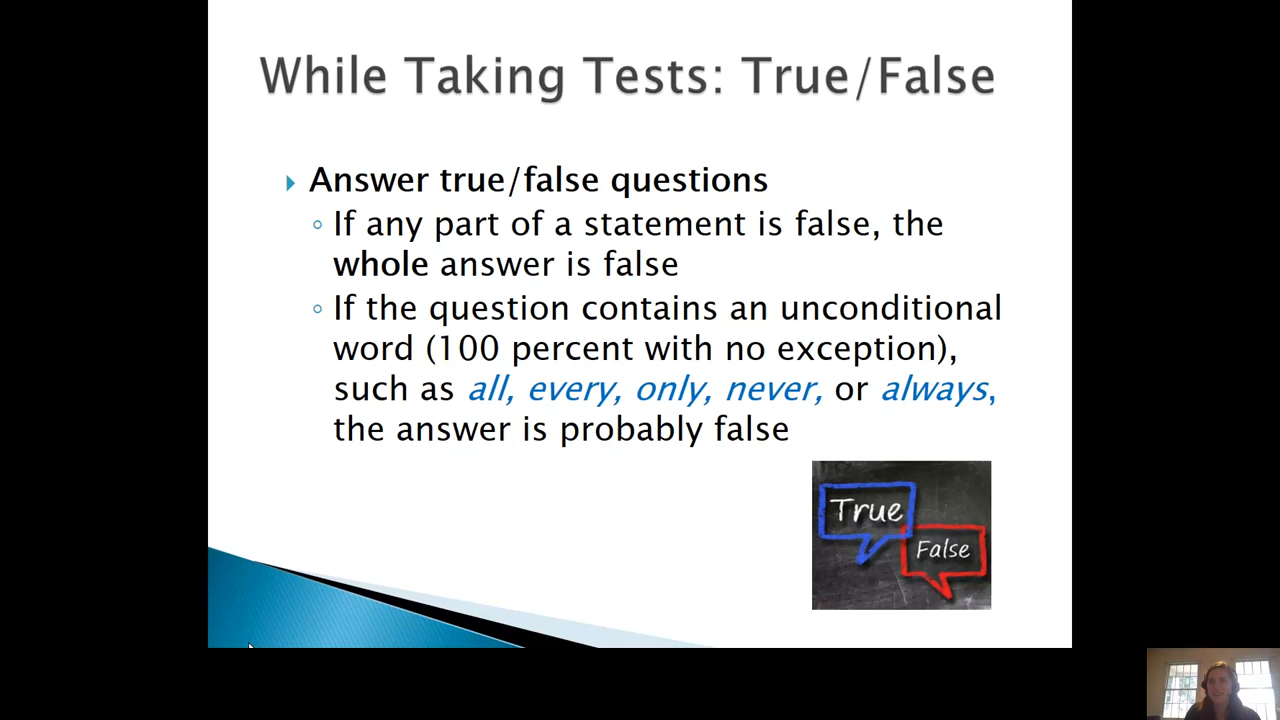 While Taking Tests: True/False
Answer true/false questions
If any part of a statement is false, the
whole answer is false
If the question contains an unconditional
word (100 percent with no exception),
such as all, every, only, never, or always,
the answer is probably false
True
False